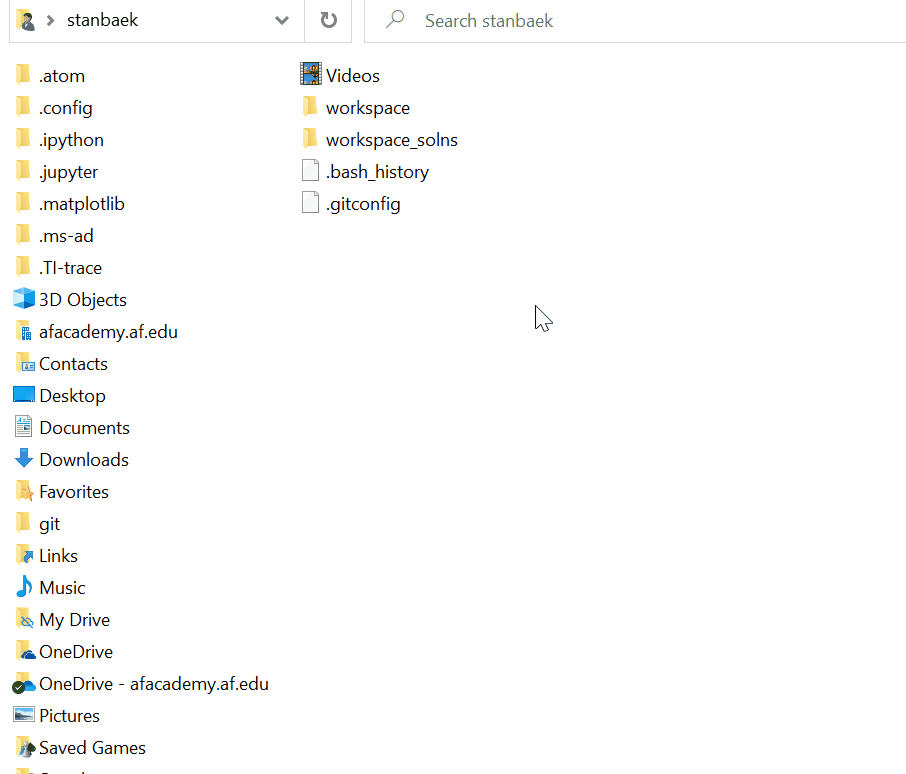 stanbaek
Search stanbaek
.atom
.config
.ipython
.jupyter
.matplotlib
.ms-ad
.TI-trace
3D Objects
afacademy.af.edu
Contacts
Desktop
Documents
Downloads
Favorites
git
Links
Music
My Drive
OneDrive
OneDrive - afacademy.af.edu
Pictures
Saved Games
Videos
workspace
workspace_solns
.bash_history
.gitconfig